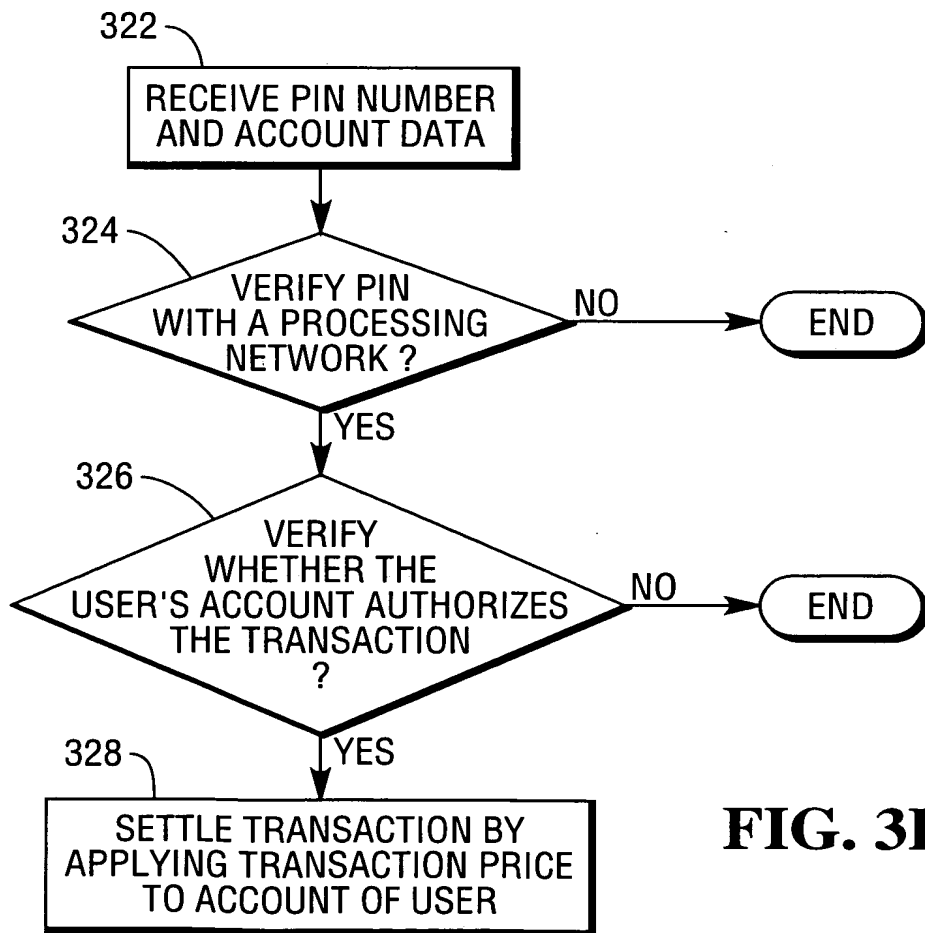 322
RECEIVE PIN NUMBER
AND ACCOUNT DATA
324
VERIFY PIN
WITH A PROCESSING
NETWORK ?
NO
END
YES
326
VERIFY
WHETHER THE
USER'S ACCOUNT AUTHORIZES
THE TRANSACTION
?
NO
END
YES
328
SETTLE TRANSACTION BY
APPLYING TRANSACTION PRICE
TO ACCOUNT OF USER
FIG.